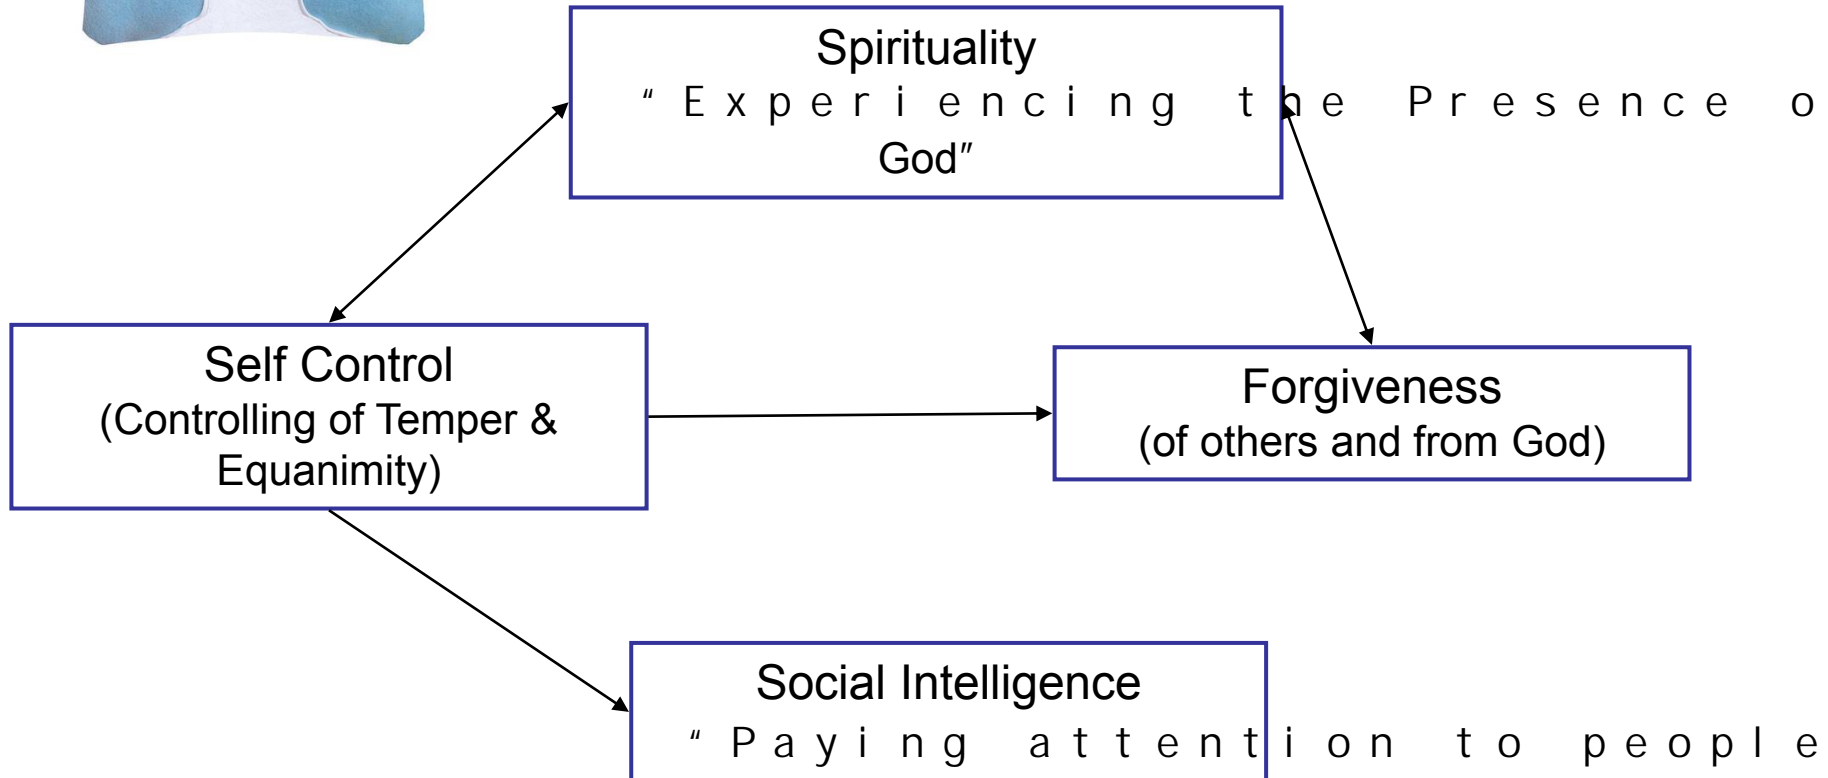 Spirituality
"Experiencing the Presence o
God"
Self Control
(Controlling of Temper &
Equanimity)
Forgiveness
(of others and from God)
Social Intelligence
"Paying attention to people